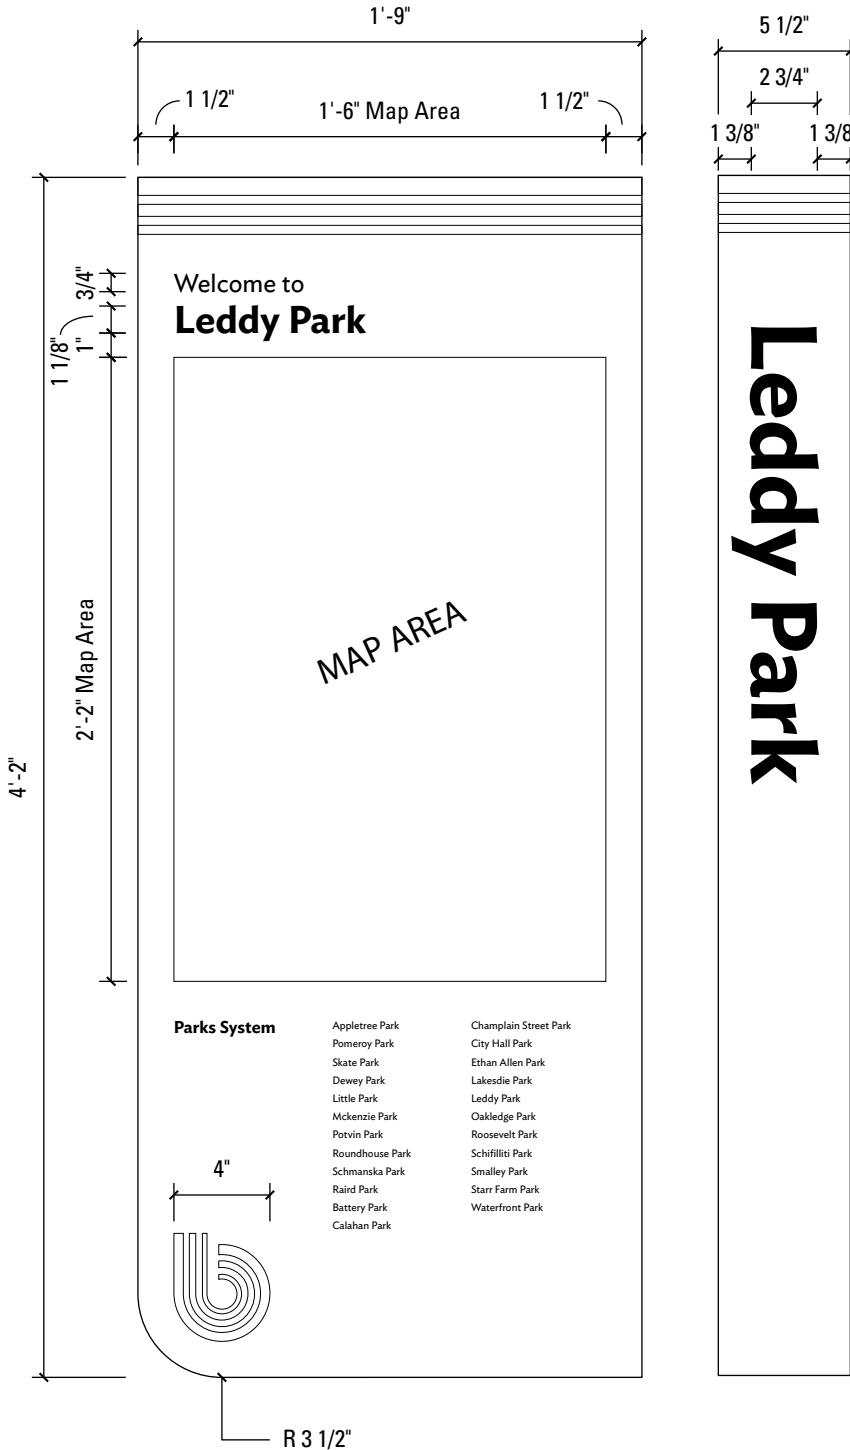 1'-9"
5 1/2"
2 3/4"
1 1/2"
1'-6" Map Area
1 1/2"
1 3/8"
1 3/8
3/4"
1 1/8"
1"
2'-2" Map Area
4'-2"
Welcome to
Leddy Park
MAP AREA
Leddy Park
Parks System
Appletree Park
Pomeroy Park
Skate Park
Dewey Park
Little Park
Mckenzie Park
Potvin Park
Roundhouse Park
Schmanska Park
Raird Park
Battery Park
Calahan Park
Champlain Street Park
City Hall Park
Ethan Allen Park
Lakesdie Park
Leddy Park
Oakledge Park
Roosevelt Park
Schifilliti Park
Smalley Park
Starr Farm Park
Waterfront Park
4"
R 3 1/2"